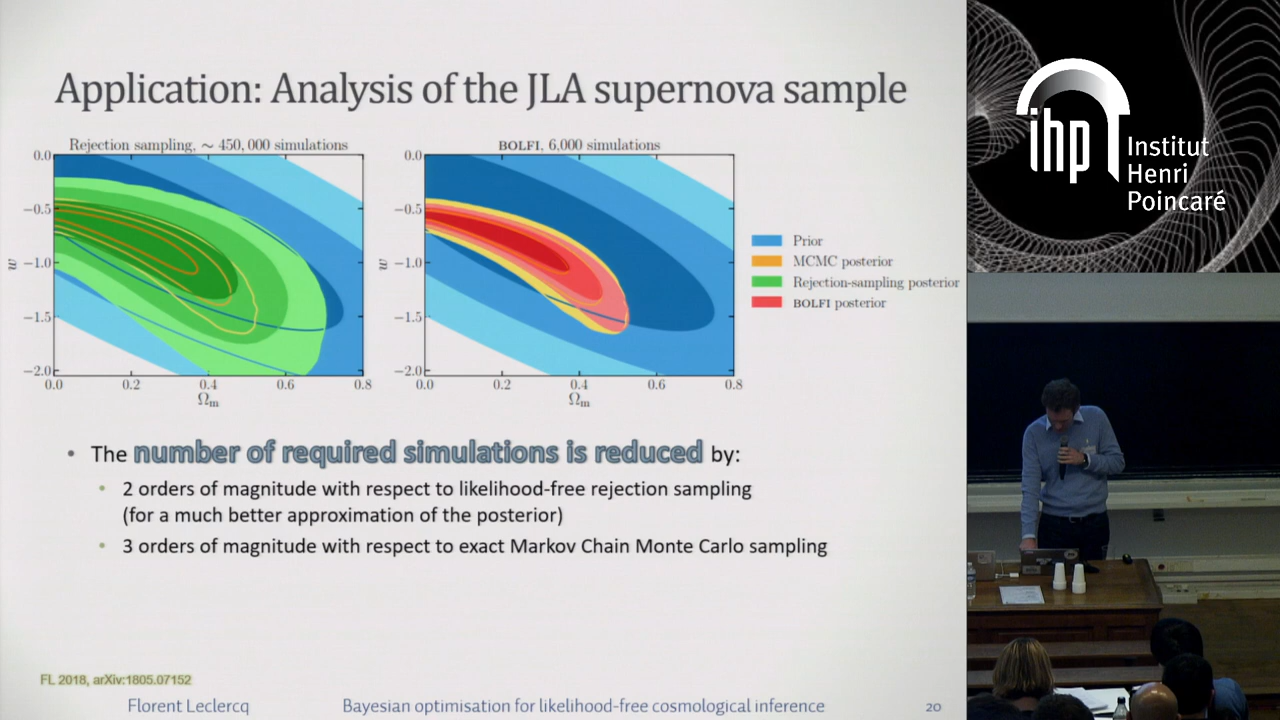 Application: Analysis of the JLA supernova sample
Rejection sampling, ~ 450,000 simulations
0.0
−0.5
−1.0
−1.5
−2.0
w
0.0 0.2 0.4 0.6 0.8
Ωm
BOLFI, 6,000 simulations
0.0
−0.5
−1.0
−1.5
−2.0
w
0.0 0.2 0.4 0.6 0.8
Ωm
Prior
MCMC posterior
Rejection-sampling posterior
BOLFI posterior
• The number of required simulations is reduced by:
• 2 orders of magnitude with respect to likelihood-free rejection sampling
(for a much better approximation of the posterior)
• 3 orders of magnitude with respect to exact Markov Chain Monte Carlo sampling
FL 2018, arXiv:1805.07152
Florent Leclercq Bayesian optimisation for likelihood-free cosmological inference 20
ihp
Institut
Henri
Poincaré